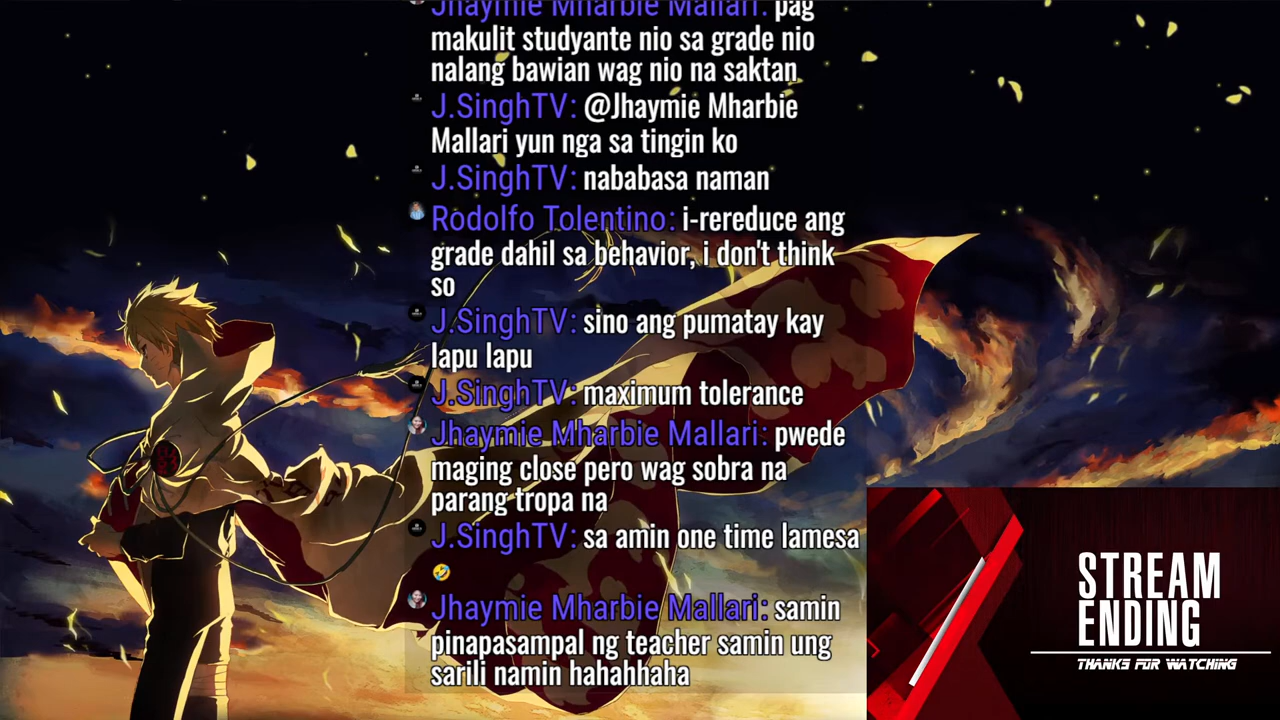 Jhaymie Mharbie Mallari: pag
makulit studyante nio sa grade nio
nalang bawian wag nio na saktan
J.SinghTV: @Jhaymie Mharbie
Mallari yun nga sa tingin ko
J.SinghTV: nababasa naman
Rodolfo Tolentino: i-rereduce ang
grade dahil sa behavior, i don't think
so
J.SinghTV: sino ang pumatay kay
lapu lapu
J.SinghTV: maximum tolerance
Jhaymie Mharbie Mallari: pwede
maging close pero wag sobra na
parang tropa na
J.SinghTV: sa amin one time lamesa
🤣
Jhaymie Mharbie Mallari: samin
pinapasampal ng teacher samin ung
sarili namin hahahhaha
STREAM
ENDING
THANKS FOR WATCHING